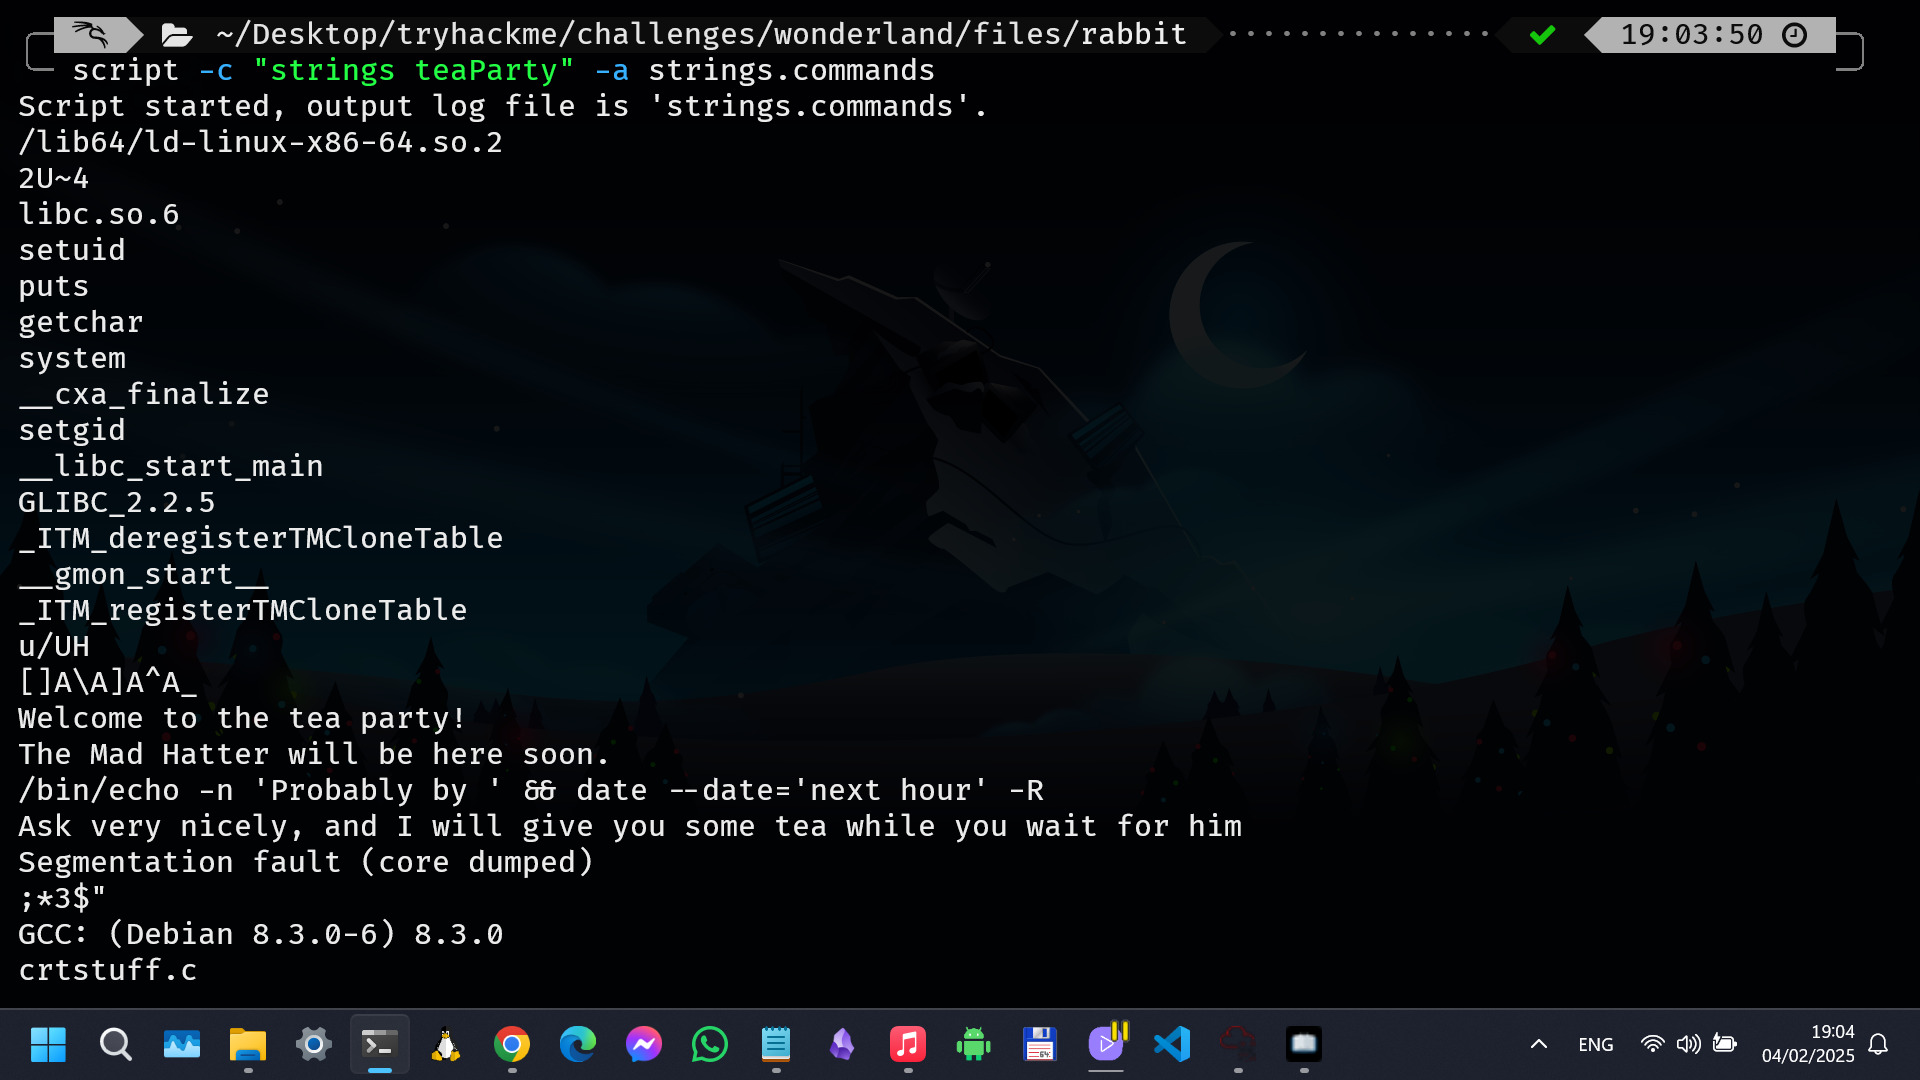 ~/Desktop/tryhackme/challenges/wonderland/files/rabbit 19:03:50
script -c "strings teaParty" -a strings.commands
Script started, output log file is 'strings.commands'.
/lib64/ld-linux-x86-64.so.2
2U~4
libc.so.6
setuid
puts
getchar
system
__cxa_finalize
setgid
__libc_start_main
GLIBC_2.2.5
_ITM_deregisterTMCloneTable
__gmon_start__
_ITM_registerTMCloneTable
u/UH
[]A\A]A^A_
Welcome to the tea party!
The Mad Hatter will be here soon.
/bin/echo -n 'Probably by ' && date --date='next hour' -R
Ask very nicely, and I will give you some tea while you wait for him
Segmentation fault (core dumped)
;*3$"
GCC: (Debian 8.3.0-6) 8.3.0
crtstuff.c
64
ENG
19:04
04/02/2025